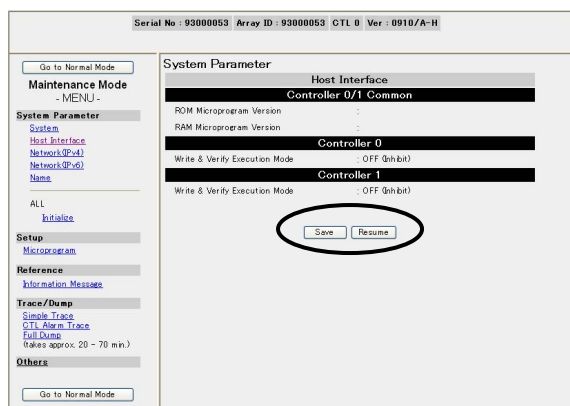 Serial No : 93000053 Array ID : 93000053 CTL 0 Ver : 0910/A-H
Go to Normal Mode
Maintenance Mode
- MENU -
System Parameter
System
Host Interface
Network(IPv4)
Network(IPv6)
Name
ALL
Initialize
Setup
Microprogram
Reference
Information Message
Trace/Dump
Simple Trace
CTL Alarm Trace
Full Dump
(takes approx. 20 - 70 min.)
Others
Go to Normal Mode
System Parameter
Host Interface
Controller 0/1 Common
ROM Microprogram Version :
RAM Microprogram Version :
Controller 0
Write & Verify Execution Mode : OFF (Inhibit)
Controller 1
Write & Verify Execution Mode : OFF (Inhibit)
Save Resume